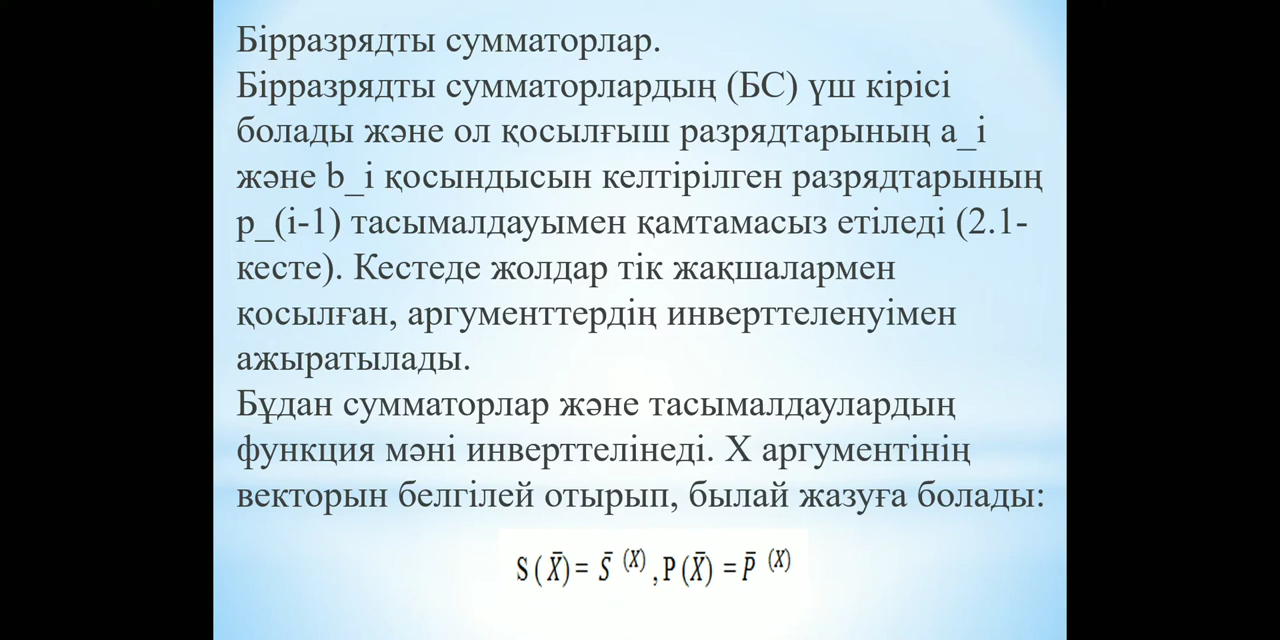 Бірразрядты сумматорлар.
Бірразрядты сумматорлардың (БС) үш кірісі
болады және ол қосылғыш разрядтарының a_i
және b_i қосындысын келтірілген разрядтарының
p_(i-1) тасымалдауымен қамтамасыз етіледі (2.1-
кесте). Кестеде жолдар тік жақшалармен
қосылған, аргументтердің инверттеленуімен
ажыратылады.
Бұдан сумматорлар және тасымалдаулардың
функция мәні инверттелінеді. X аргументінің
векторын белгілей отырып, былай жазуға болады:
S(X̄)= S̄ ⁽ˣ⁾ ,P(X̄) = P̄ ⁽ˣ⁾